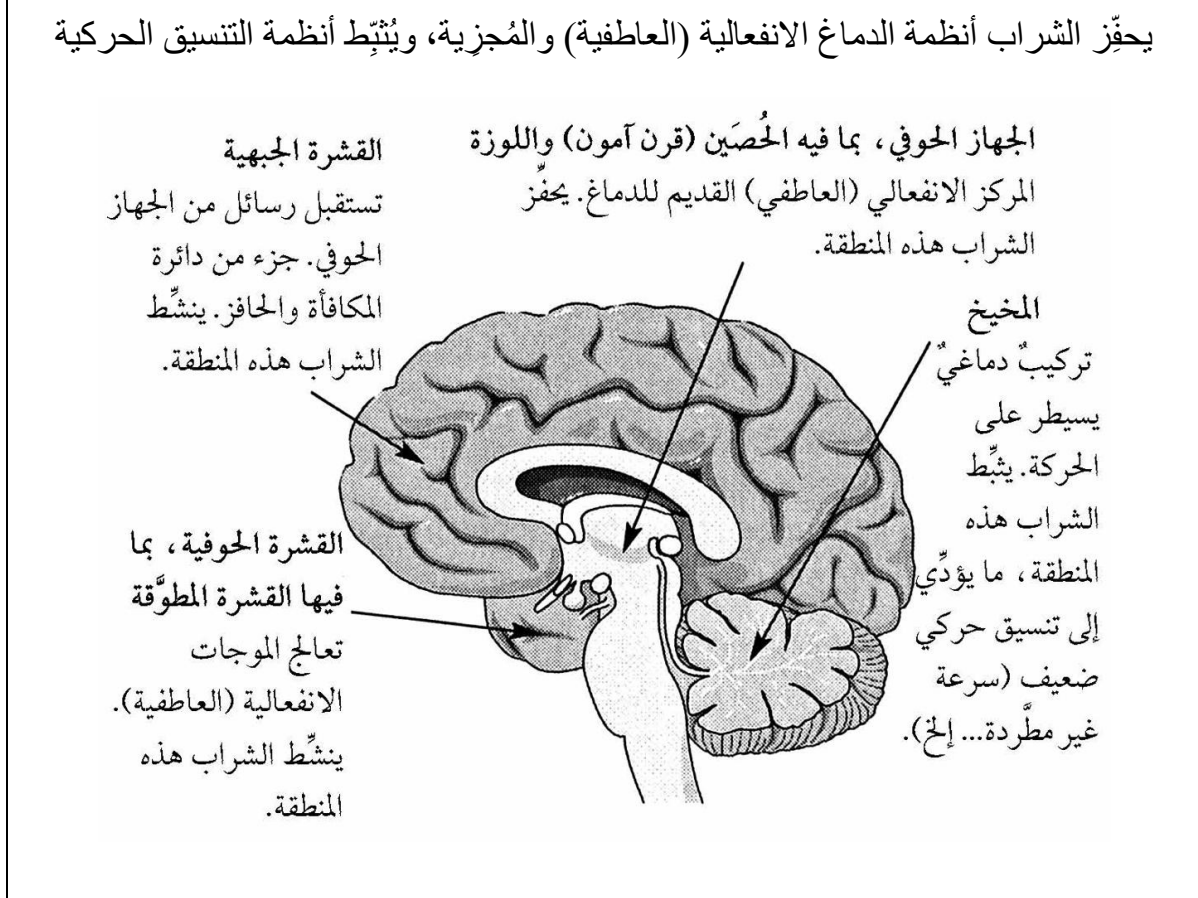 يحفِّز الشراب أنظمة الدماغ الانفعالية (العاطفية) والمُجزِية، ويُثبِّط أنظمة التنسيق الحركية
الجهاز الحوفي، بما فيه الحُصَين (قرن آمون) واللوزة
المركز الانفعالي (العاطفي) القديم للدماغ. يحفِّز
الشراب هذه المنطقة.
القشرة الجبهية
تستقبل رسائل من الجهاز
الحوفي. جزء من دائرة
المكافأة والحافز. ينشِّط
الشراب هذه المنطقة.
المخيخ
تركيبٌ دماغيٌ
يسيطر على
الحركة. يثبِّط
الشراب هذه
المنطقة، ما يؤدِّي
إلى تنسيق حركي
ضعيف (سرعة
غير مطَّردة... إلخ).
القشرة الحوفية، بما
فيها القشرة المطوَّقة
تعالج الموجات
الانفعالية (العاطفية).
ينشِّط الشراب هذه
المنطقة.